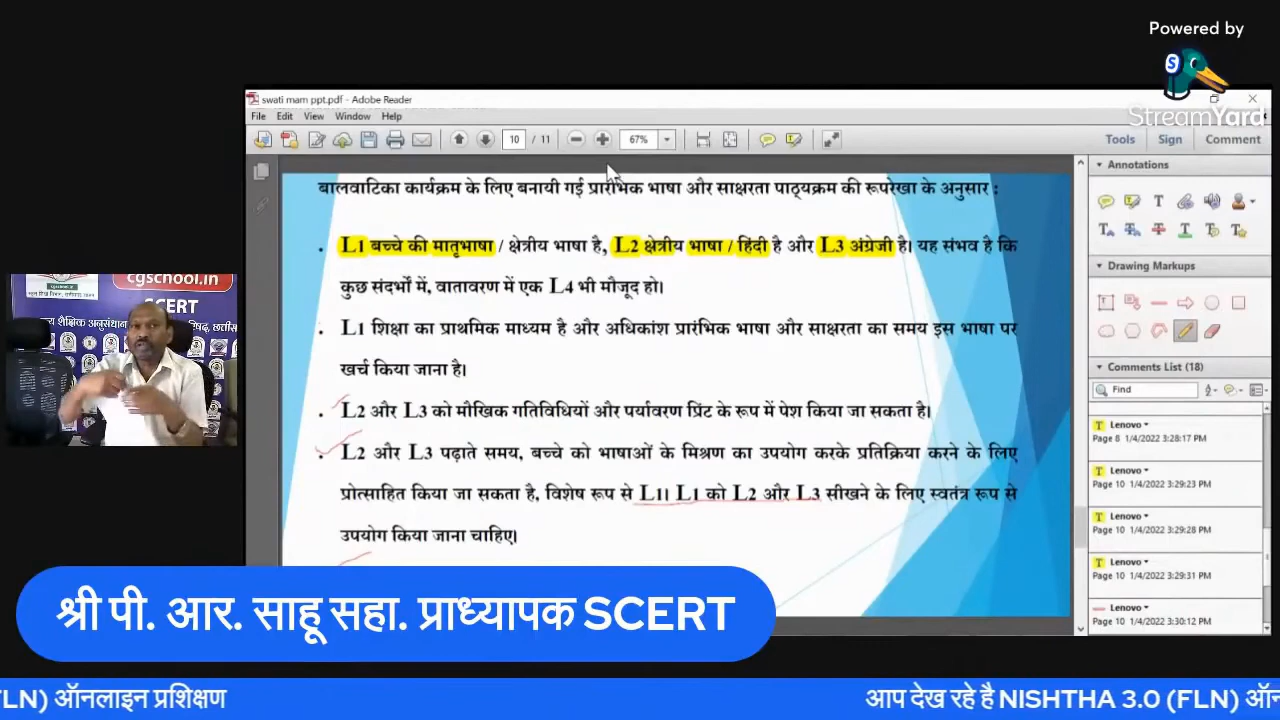 Powered by
StreamYard
swati mam ppt.pdf - Adobe Reader
File Edit View Window Help
10 / 11 67%
Tools Sign Comment
बालवाटिका कार्यक्रम के लिए बनायी गई प्रारंभिक भाषा और साक्षरता पाठ्यक्रम की रूपरेखा के अनुसार :
. L1 बच्चे की मातृभाषा / क्षेत्रीय भाषा है, L2 क्षेत्रीय भाषा / हिंदी है और L3 अंग्रेजी है। यह संभव है कि
कुछ संदर्भों में, वातावरण में एक L4 भी मौजूद हो।
. L1 शिक्षा का प्राथमिक माध्यम है और अधिकांश प्रारंभिक भाषा और साक्षरता का समय इस भाषा पर
खर्च किया जाना है।
. L2 और L3 को मौखिक गतिविधियों और पर्यावरण प्रिंट के रूप में पेश किया जा सकता है।
. L2 और L3 पढ़ाते समय, बच्चे को भाषाओं के मिश्रण का उपयोग करके प्रतिक्रिया करने के लिए
प्रोत्साहित किया जा सकता है, विशेष रूप से L1। L1 को L2 और L3 सीखने के लिए स्वतंत्र रूप से
उपयोग किया जाना चाहिए।
Annotations
Drawing Markups
Comments List (18)
Find
Lenovo
Page 8 1/4/2022 3:28:17 PM
Lenovo
Page 10 1/4/2022 3:29:23 PM
Lenovo
Page 10 1/4/2022 3:29:28 PM
Lenovo
Page 10 1/4/2022 3:29:31 PM
Lenovo
Page 10 1/4/2022 3:30:12 PM
cgschool.in
cgschool.in
SCERT
श्री पी. आर. साहू सहा. प्राध्यापक SCERT
FLN) ऑनलाइन प्रशिक्षण
आप देख रहे है NISHTHA 3.0 (FLN)